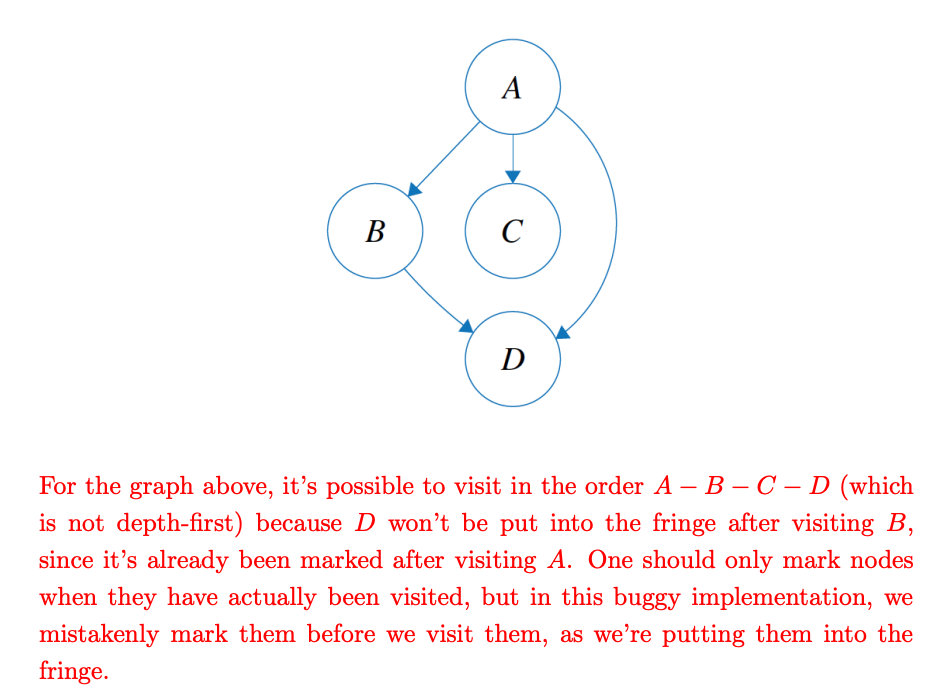 A
B
C
D
For the graph above, it’s possible to visit in the order A – B – C – D (which
is not depth-first) because D won’t be put into the fringe after visiting B,
since it’s already been marked after visiting A. One should only mark nodes
when they have actually been visited, but in this buggy implementation, we
mistakenly mark them before we visit them, as we’re putting them into the
fringe.